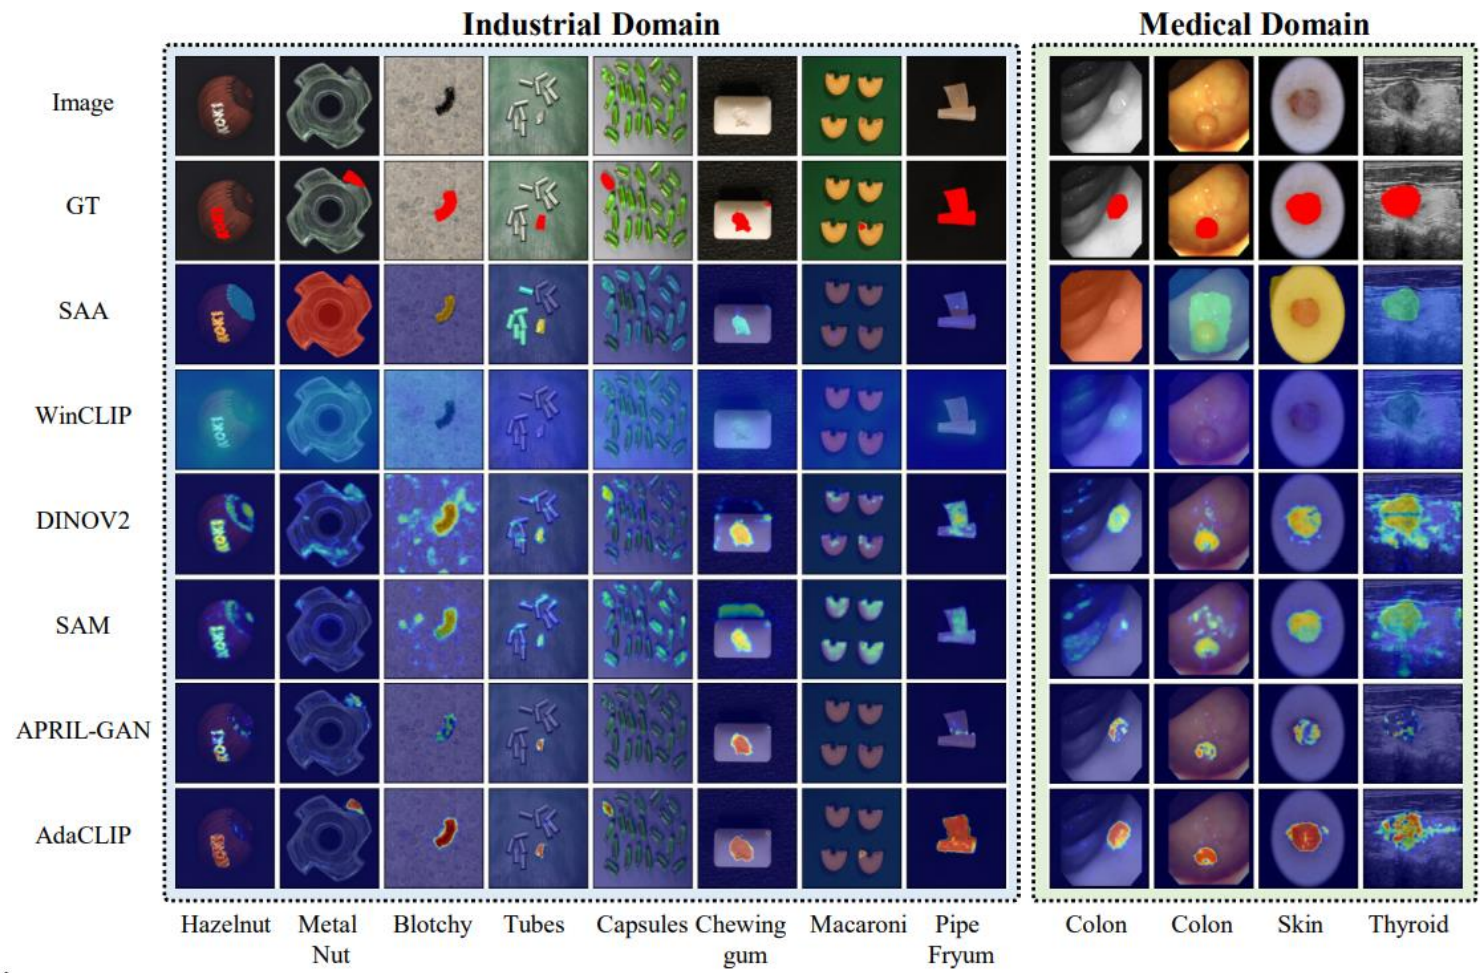 Industrial Domain
Medical Domain
Image
GT
SAA
WinCLIP
DINOV2
SAM
APRIL-GAN
AdaCLIP
Hazelnut
Metal
Nut
Blotchy
Tubes
Capsules
Chewing
gum
Macaroni
Pipe
Fryum
Colon
Colon
Skin
Thyroid